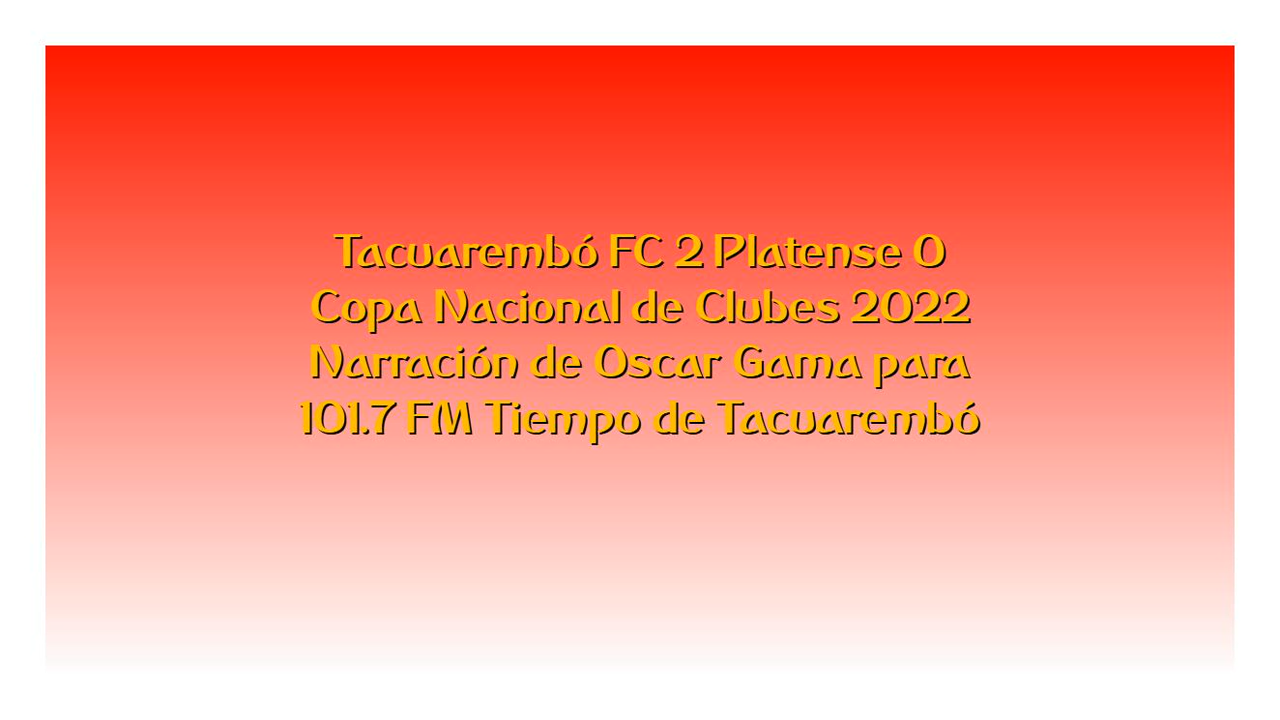 Tacuarembó FC 2 Platense 0
Copa Nacional de Clubes 2022
Narración de Oscar Gama para
101.7 FM Tiempo de Tacuarembó